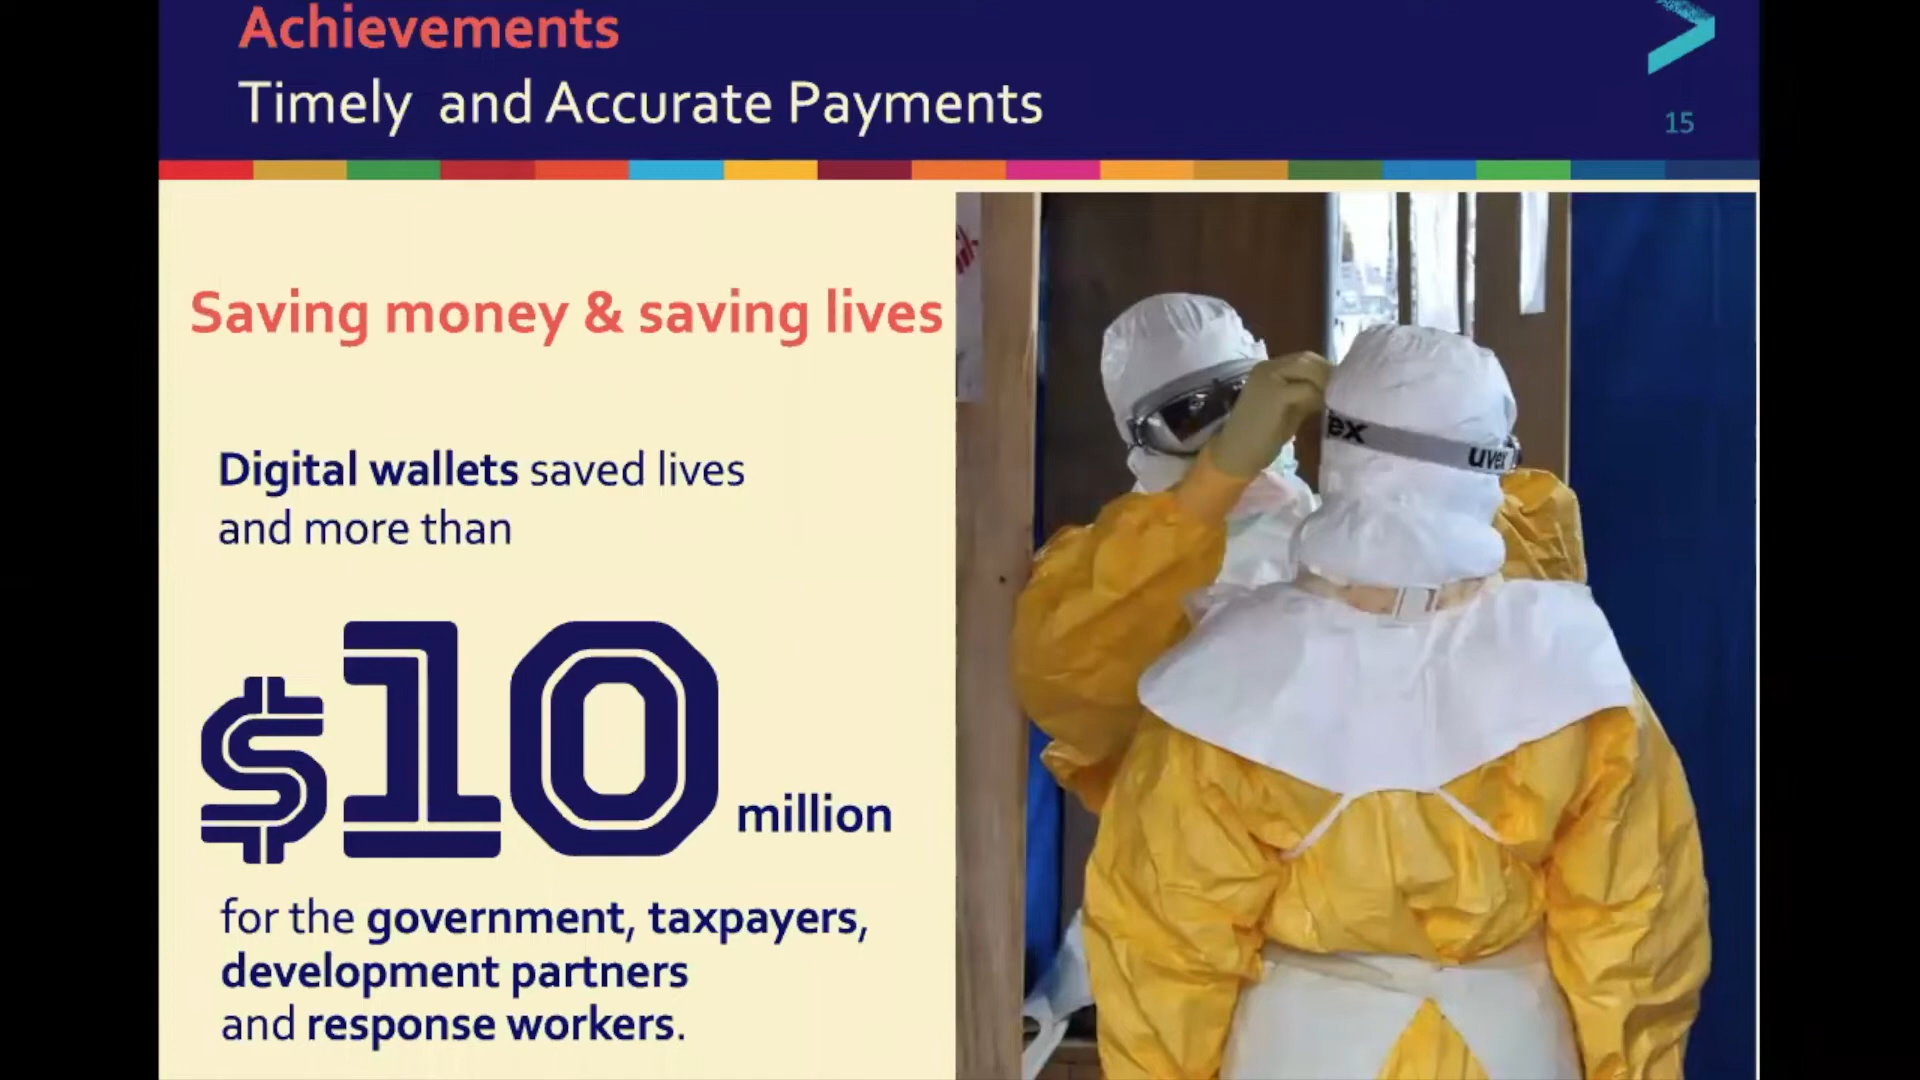 Achievements
Timely and Accurate Payments
15
Saving money & saving lives
Digital wallets saved lives
and more than
$10 million
for the government, taxpayers,
development partners
and response workers.
ex
uvex